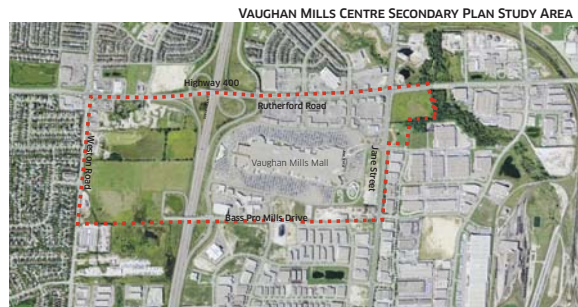 VAUGHAN MILLS CENTRE SECONDARY PLAN STUDY AREA
Highway 400
Rutherford Road
Weston Road
Vaughan Mills Mall
Jane Street
Bass Pro Mills Drive